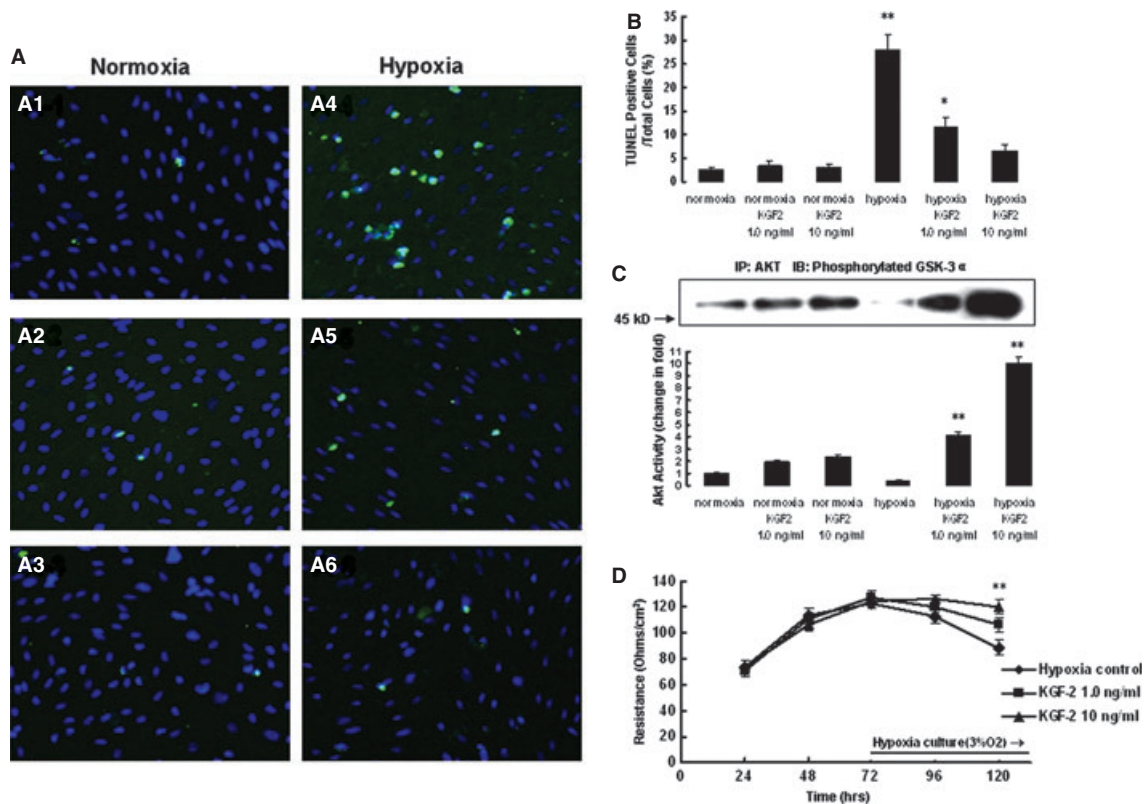 A
Normoxia
Hypoxia
A1
A4
A2
A5
A3
A6
B
TUNEL Positive Cells
/Total Cells (%)
35
30
25
20
15
10
5
0
**
*
normoxia
normoxia
KGF2
1.0 ng/ml
normoxia
KGF2
10 ng/ml
hypoxia
hypoxia
KGF2
1.0 ng/ml
hypoxia
KGF2
10 ng/ml
C
IP: AKT IB: Phosphorylated GSK-3 α
45 kD →
Akt Activity (change in fold)
11
10
9
8
7
6
5
4
3
2
1
0
**
**
normoxia
normoxia
KGF2
1.0 ng/ml
normoxia
KGF2
10 ng/ml
hypoxia
hypoxia
KGF2
1.0 ng/ml
hypoxia
KGF2
10 ng/ml
D
Resistance (Ohms/cm²)
140
120
100
80
60
40
20
0
**
Hypoxia control
KGF-2 1.0 ng/ml
KGF-2 10 ng/ml
Hypoxia culture(3%O2) →
0
24
48
72
96
120
Time (hrs)